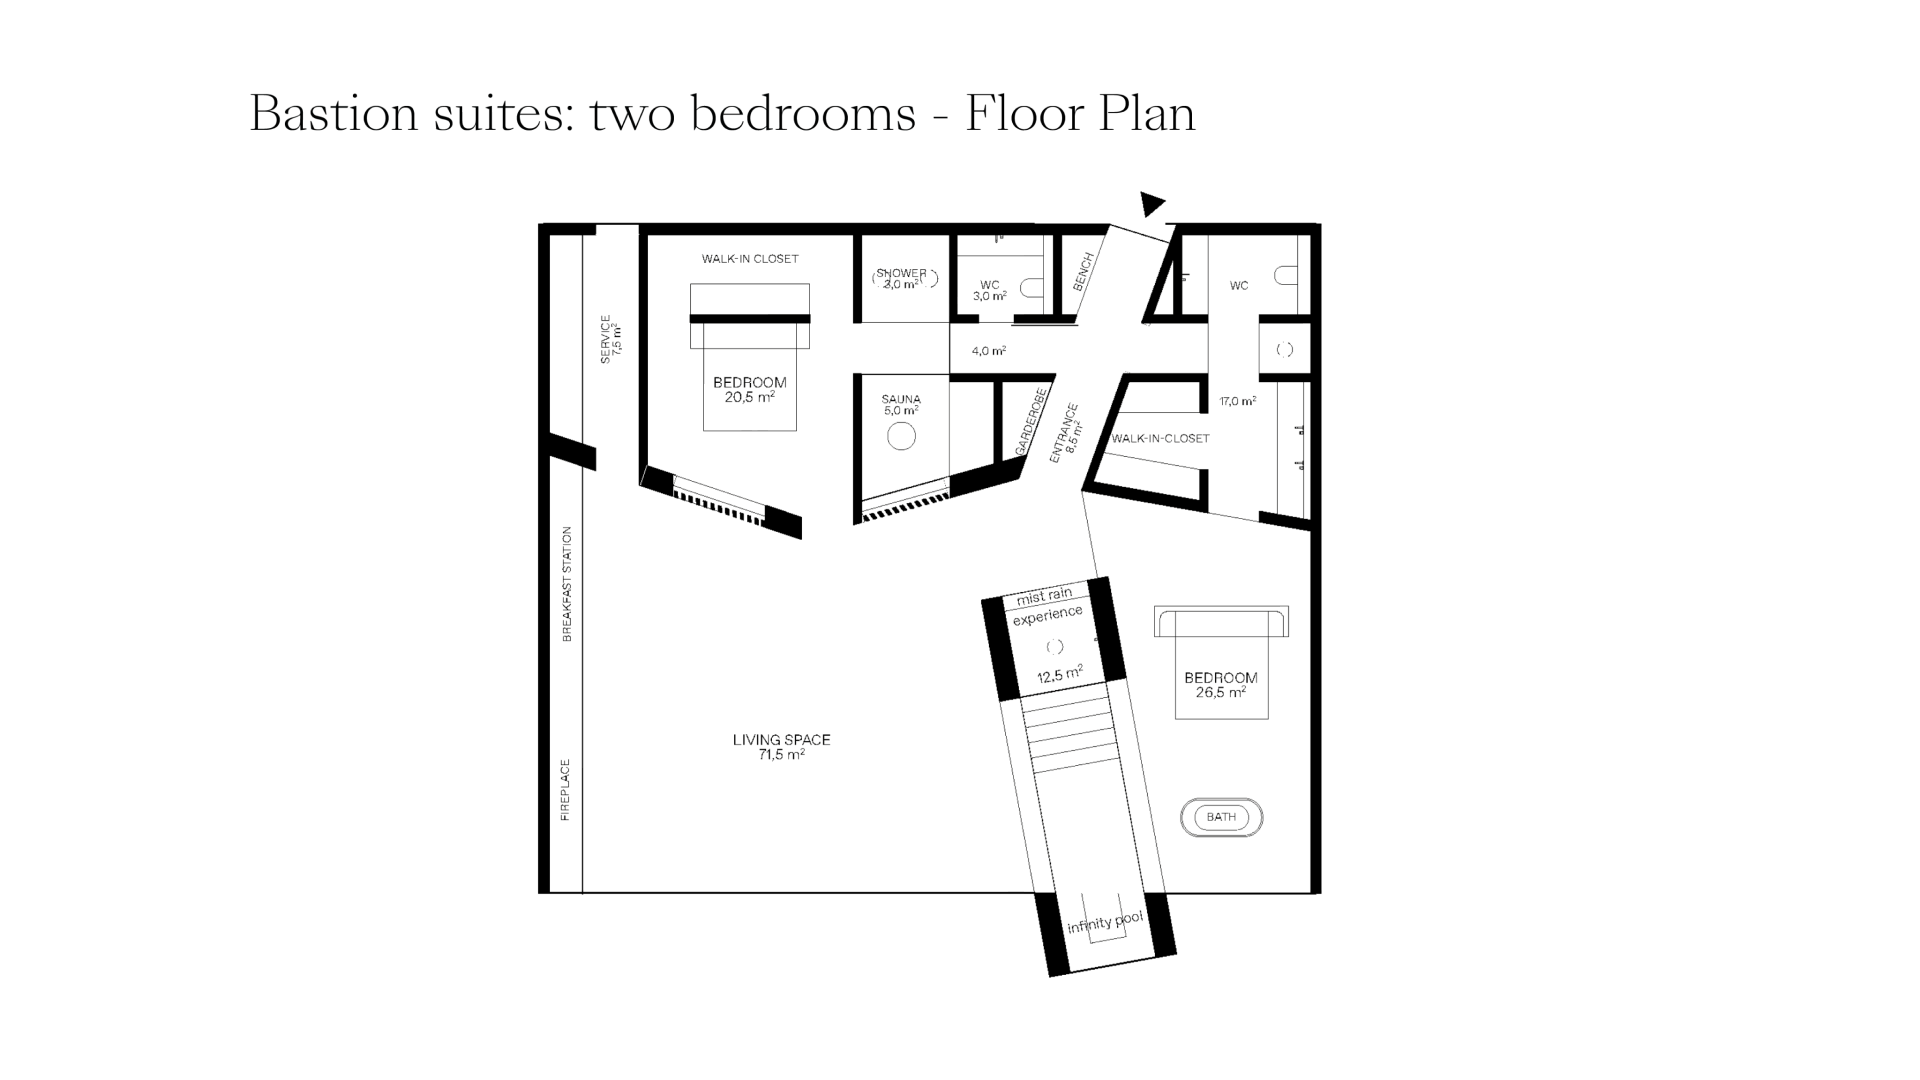 Bastion suites: two bedrooms - Floor Plan
WALK-IN CLOSET
SHOWER
3,0 m²
WC
3,0 m²
BENCH
WC
SERVICE
7,5 m²
4,0 m²
BEDROOM
20,5 m²
SAUNA
5,0 m²
GARDEROBE
ENTRANCE
8,5 m²
17,0 m²
WALK-IN-CLOSET
BREAKFAST STATION
mist rain
experience
12,5 m²
BEDROOM
26,5 m²
LIVING SPACE
71,5 m²
FIREPLACE
BATH
infinity pool